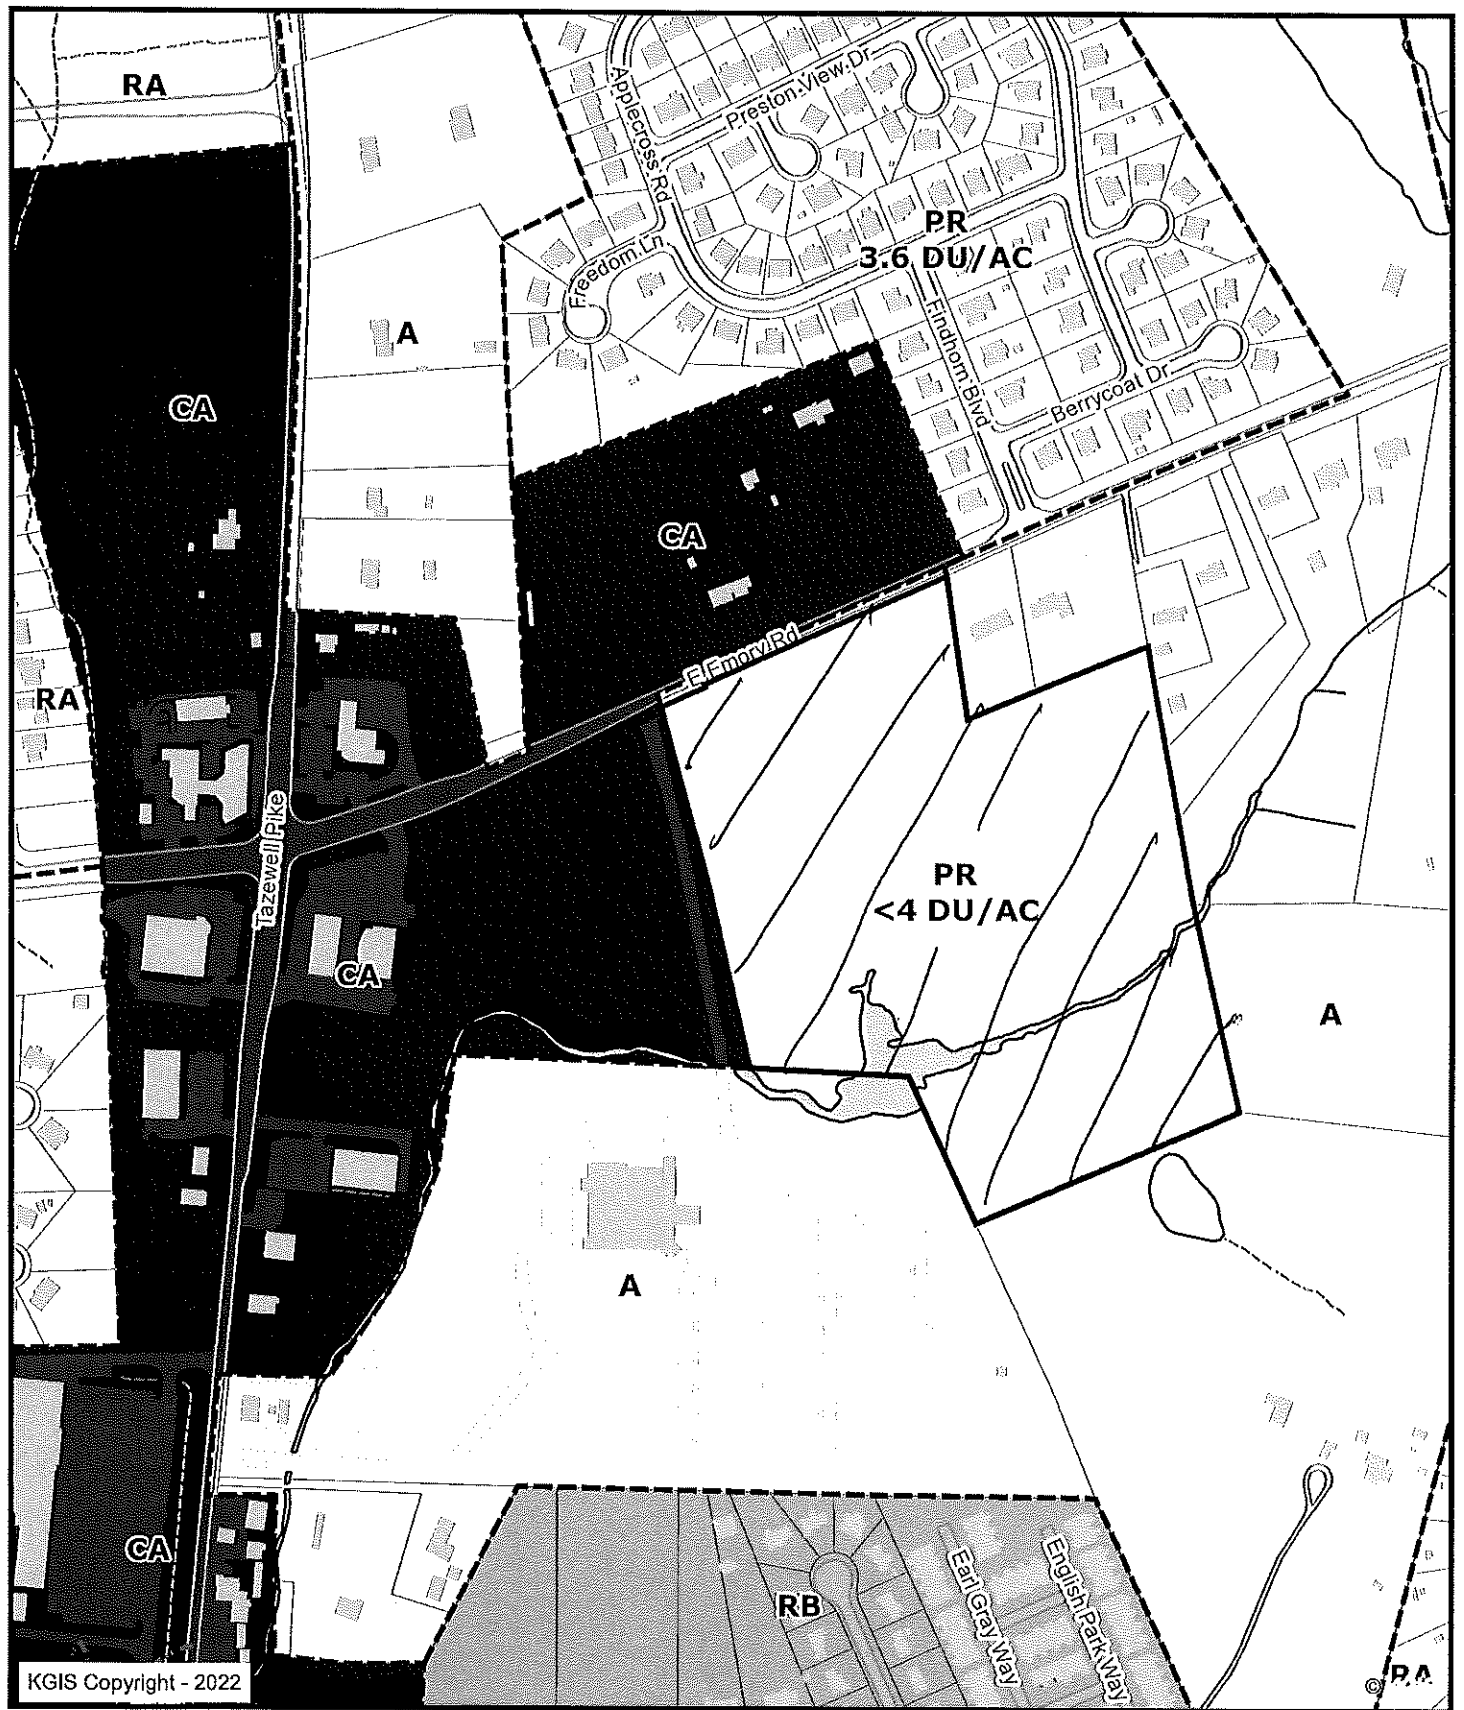 RA
Applecross Rd
Preston View Dr
PR
3.6 DU/AC
Freedom Ln
A
Findhorn Blvd
CA
Berrycoat Dr
CA
E Emory Rd
RA
Tazewell Pike
PR
<4 DU/AC
CA
A
A
CA
RB
Earl Gray Way
English Park Way
KGIS Copyright - 2022
© RA